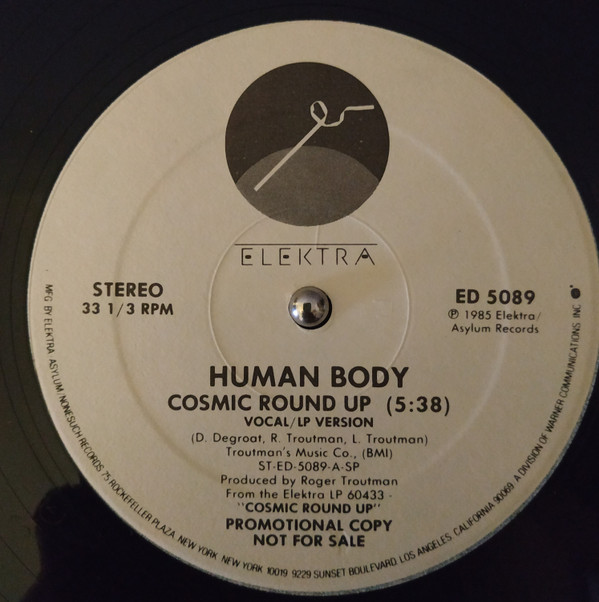 ELEKTRA
STEREO
33 1/3 RPM
ED 5089
℗ 1985 Elektra/
Asylum Records
HUMAN BODY
COSMIC ROUND UP (5:38)
VOCAL/LP VERSION
(D. Degroat, R. Troutman, L. Troutman)
Troutman's Music Co., (BMI)
ST-ED-5089-A-SP
Produced by Roger Troutman
From the Elektra LP 60433 -
"COSMIC ROUND UP"
PROMOTIONAL COPY
NOT FOR SALE
MFG BY ELEKTRA ASYLUM/NONESUCH RECORDS 75 ROCKEFELLER PLAZA, NEW YORK, NEW YORK 10019 9229 SUNSET BOULEVARD, LOS ANGELES, CALIFORNIA 90069 A DIVISION OF WARNER COMMUNICATIONS INC